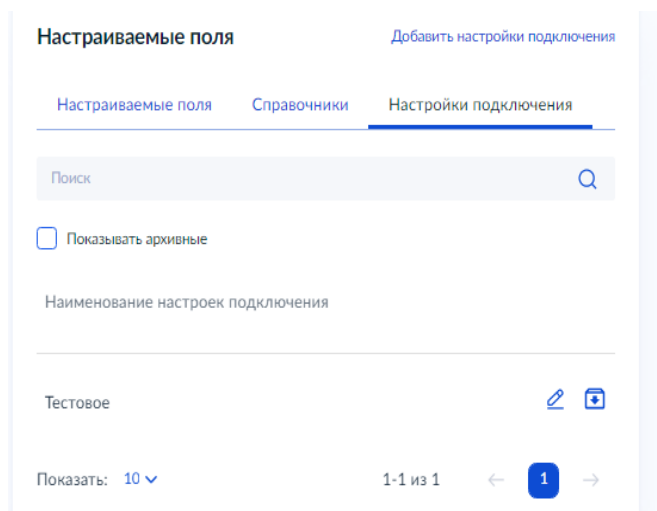 Настраиваемые поля Добавить настройки подключения
Настраиваемые поля Справочники Настройки подключения
Поиск
Показывать архивные
Наименование настроек подключения
Тестовое
Показать: 10 1-1 из 1 1